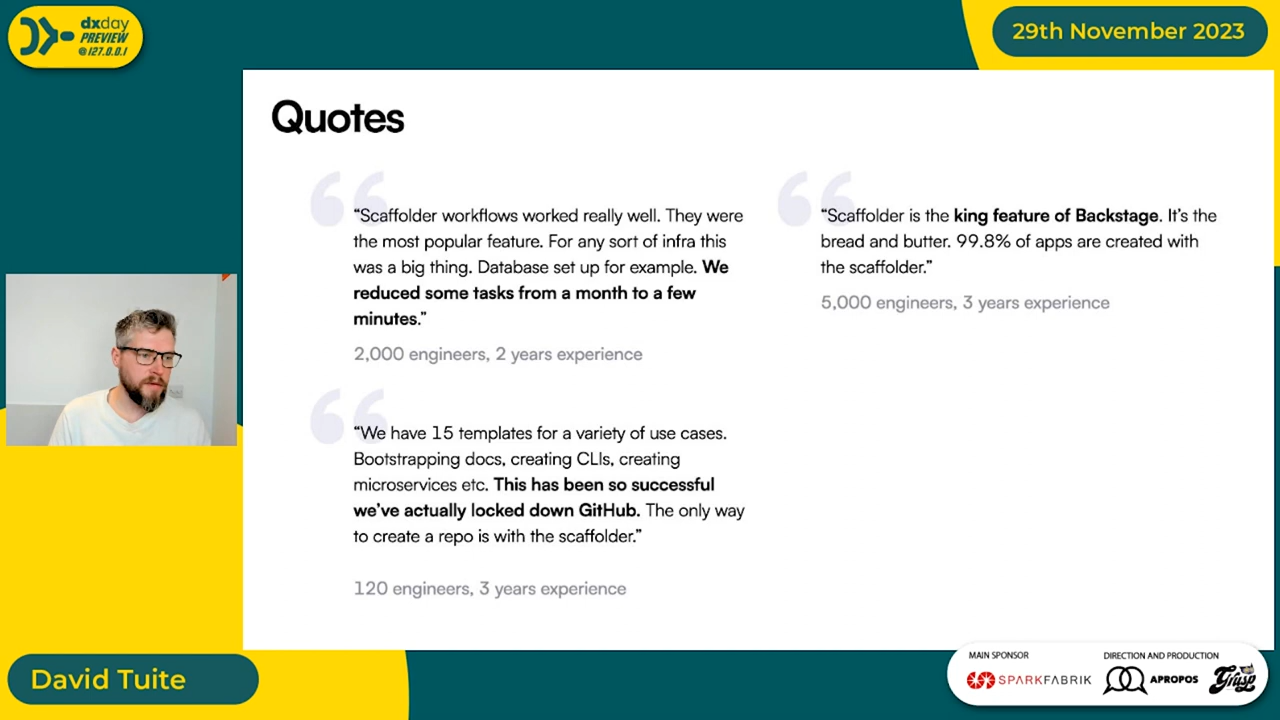 dxday
PREVIEW
@127.0.0.1
29th November 2023
Quotes
“Scaffolder workflows worked really well. They were
the most popular feature. For any sort of infra this
was a big thing. Database set up for example. We
reduced some tasks from a month to a few
minutes.”
2,000 engineers, 2 years experience
“Scaffolder is the king feature of Backstage. It’s the
bread and butter. 99.8% of apps are created with
the scaffolder.”
5,000 engineers, 3 years experience
“We have 15 templates for a variety of use cases.
Bootstrapping docs, creating CLIs, creating
microservices etc. This has been so successful
we’ve actually locked down GitHub. The only way
to create a repo is with the scaffolder.”
120 engineers, 3 years experience
David Tuite
MAIN SPONSOR
SPARKFABRIK
DIRECTION AND PRODUCTION
APROPOS
Grusp